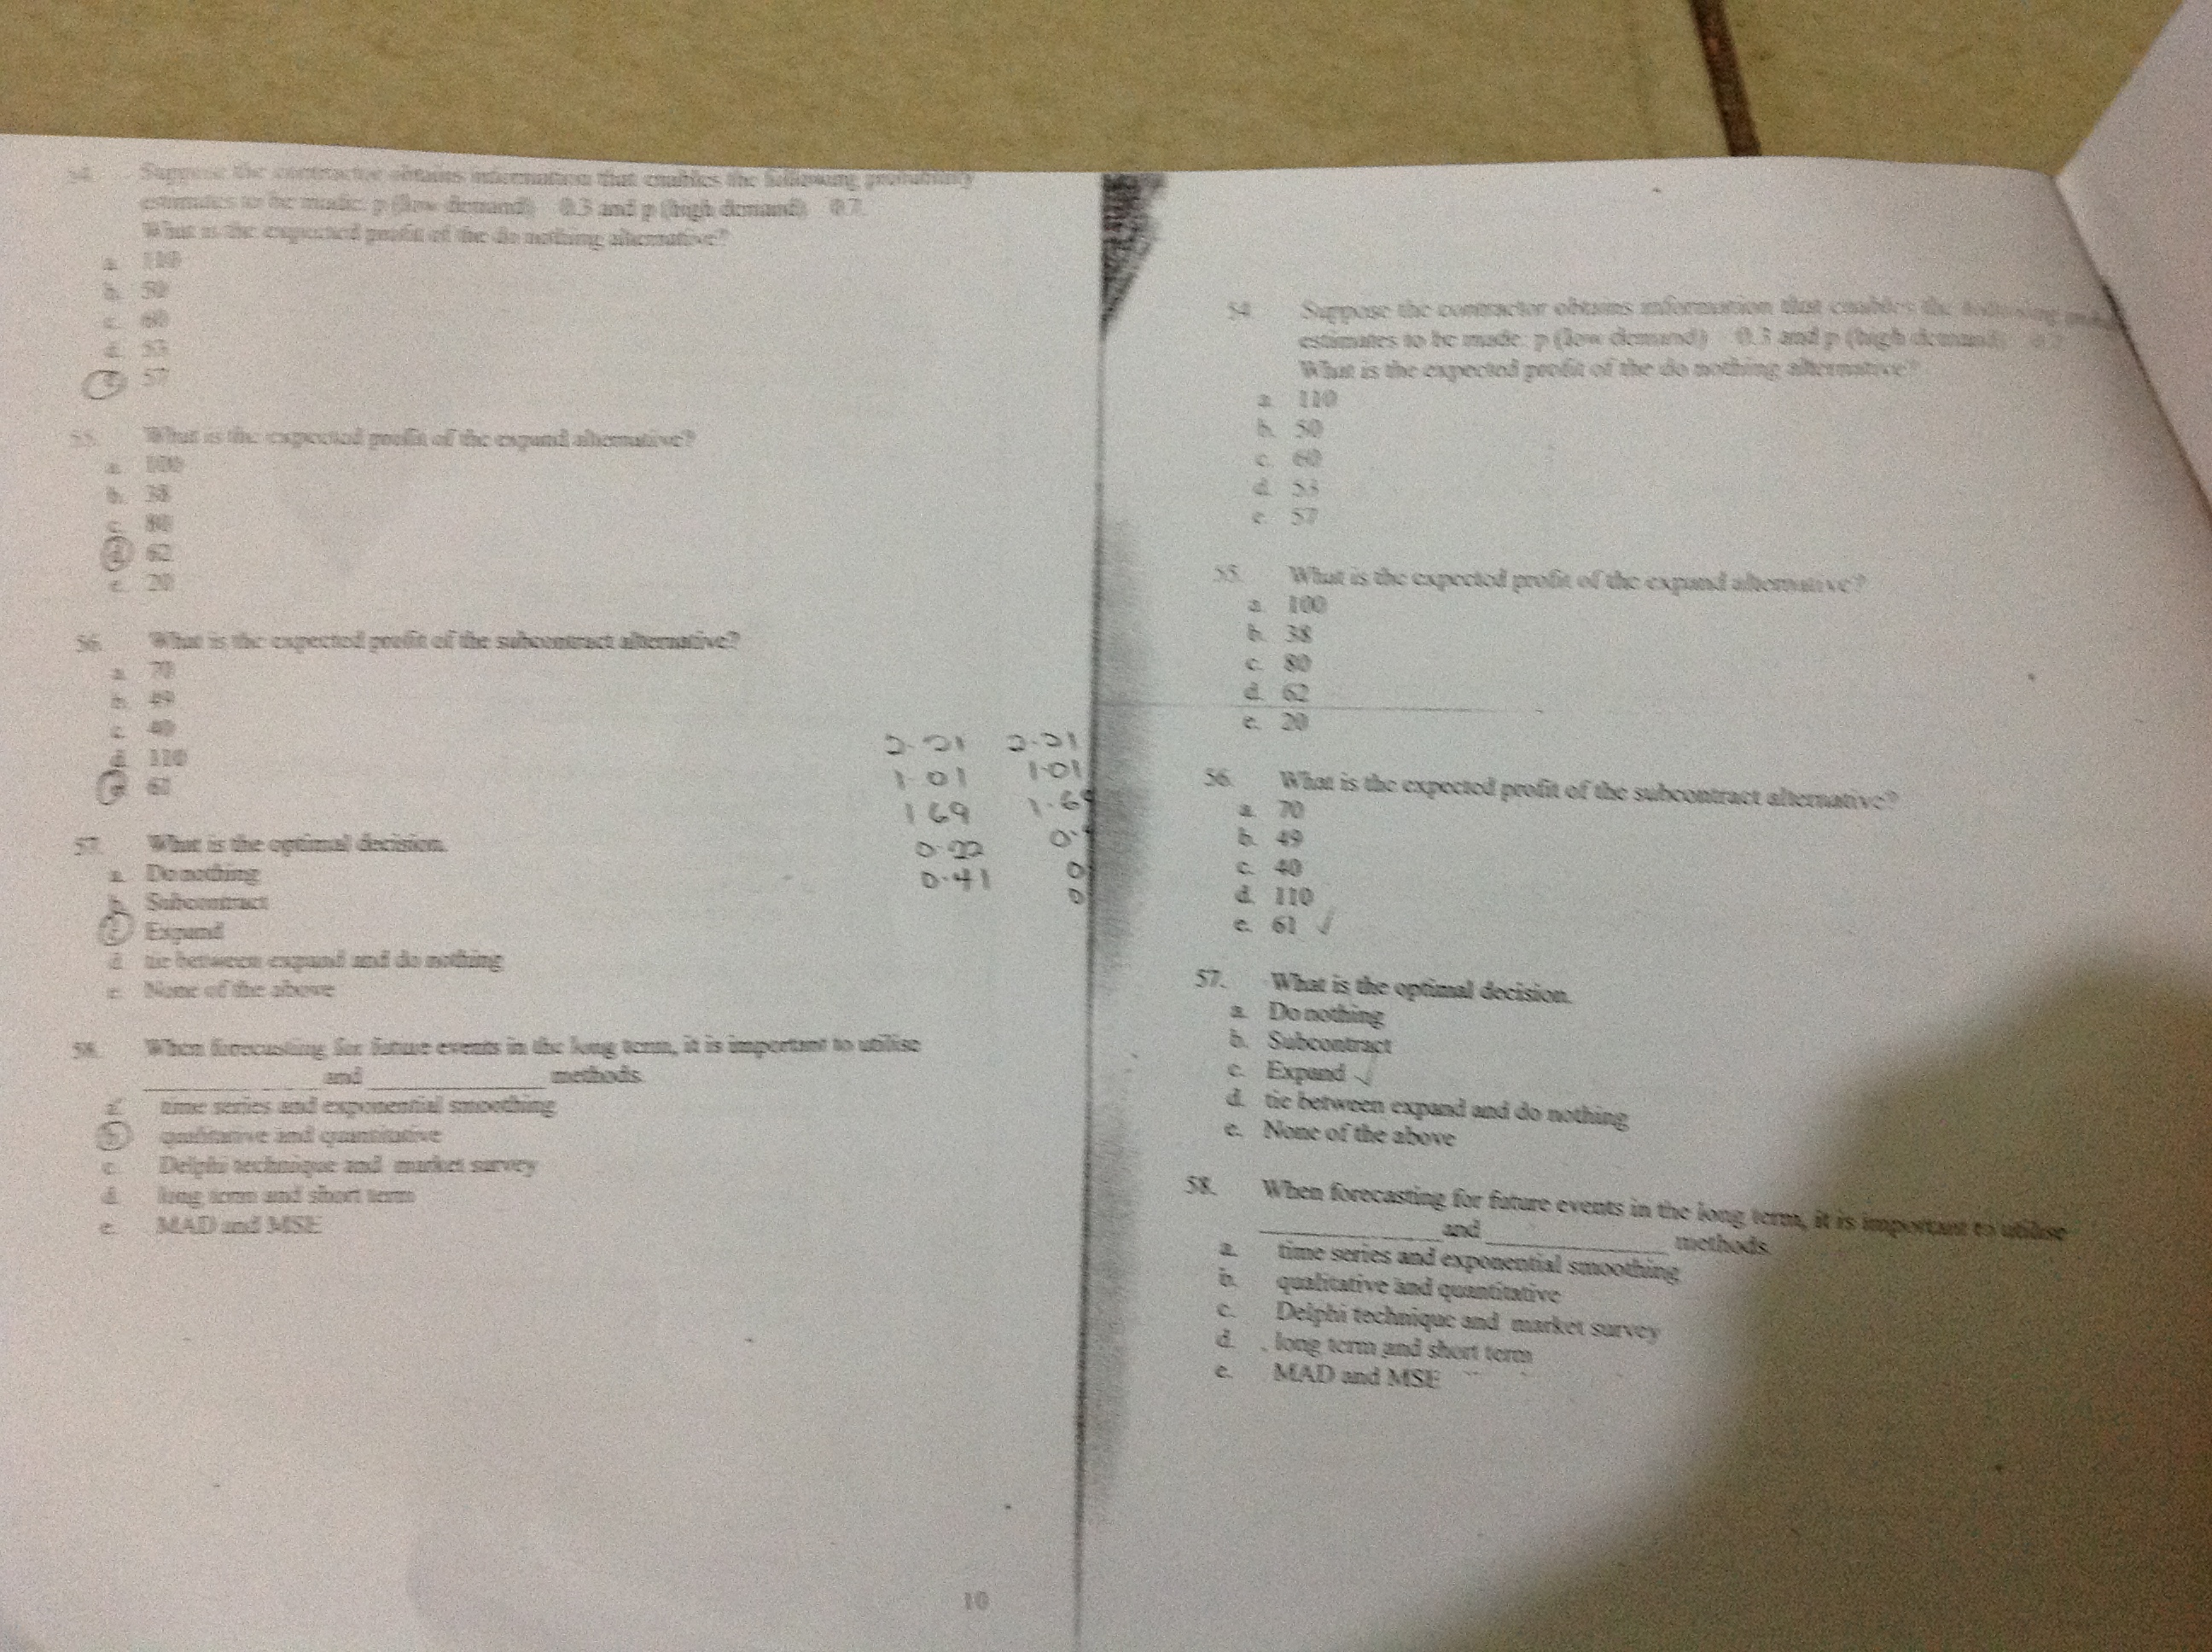 54. Suppose the contractor obtains information that enables the following probability
estimates to be made: p (low demand) 0.3 and p (high demand) 0.7.
What is the expected profit of the do nothing alternative?
a. 110
b. 50
c. 60
d. 53
e. 57
55. What is the expected profit of the expand alternative?
a. 100
b. 38
c. 80
d. 62
e. 20
56. What is the expected profit of the subcontract alternative?
a. 70
b. 49
c. 40
d. 110
e. 61
57. What is the optimal decision.
a. Do nothing
b. Subcontract
c. Expand
d. tie between expand and do nothing
e. None of the above
58. When forecasting for future events in the long term, it is important to utilise
____________ and ____________ methods.
a. time series and exponential smoothing
b. qualitative and quantitative
c. Delphi technique and market survey
d. long term and short term
e. MAD and MSE
1.01 1.01
1.69 1.69
0.22
0.41
10
54. Suppose the contractor obtains information that enables the following
estimates to be made: p (low demand) 0.3 and p (high demand) 0.7
What is the expected profit of the do nothing alternative?
a. 110
b. 50
c. 60
d. 53
e. 57
55. What is the expected profit of the expand alternative?
a. 100
b. 38
c. 80
d. 62
e. 20
56. What is the expected profit of the subcontract alternative?
a. 70
b. 49
c. 40
d. 110
e. 61 ✓
57. What is the optimal decision.
a. Do nothing
b. Subcontract
c. Expand ✓
d. tie between expand and do nothing
e. None of the above
58. When forecasting for future events in the long term, it is important to utilise
____________ and ____________ methods.
a. time series and exponential smoothing
b. qualitative and quantitative
c. Delphi technique and market survey
d. long term and short term
e. MAD and MSE